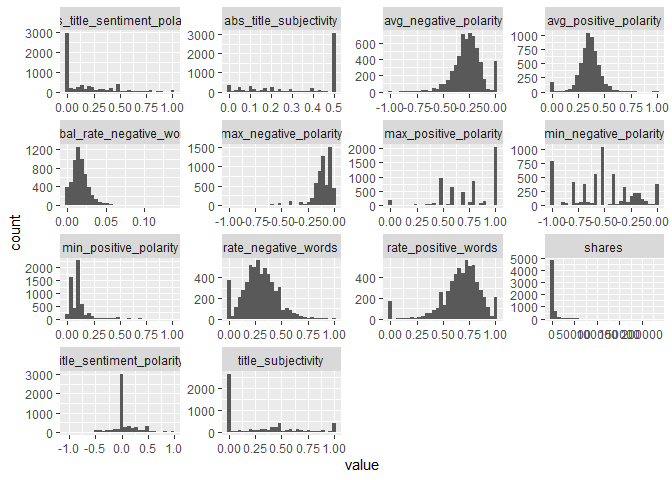 s_title_sentiment_pola
abs_title_subjectivity
avg_negative_polarity
avg_positive_polarity
3000
2000
1000
0
0.00 0.25 0.50 0.75 1.00
3000
2000
1000
0
0.0 0.1 0.2 0.3 0.4 0.5
600
400
200
0
-1.00-0.75-0.50-0.250.00
1000
500
0
0.00 0.25 0.50 0.75 1.00
bal_rate_negative_wo
max_negative_polarity
max_positive_polarity
min_negative_polarity
1200
800
400
0
0.00 0.05 0.10
1500
1000
500
0
-1.00-0.75-0.50-0.250.00
2000
1500
1000
500
0
0.00 0.25 0.50 0.75 1.00
1000
750
500
250
0
-1.00-0.75-0.50-0.250.00
min_positive_polarity
rate_negative_words
rate_positive_words
shares
2000
1500
1000
500
0
0.00 0.25 0.50 0.75 1.00
400
200
0
0.00 0.25 0.50 0.75 1.00
400
200
0
0.00 0.25 0.50 0.75 1.00
5000
4000
3000
2000
1000
0
0 50000100000150000200000
itle_sentiment_polarity
title_subjectivity
3000
2000
1000
0
-1.0 -0.5 0.0 0.5 1.0
2000
1000
0
0.00 0.25 0.50 0.75 1.00
count
value